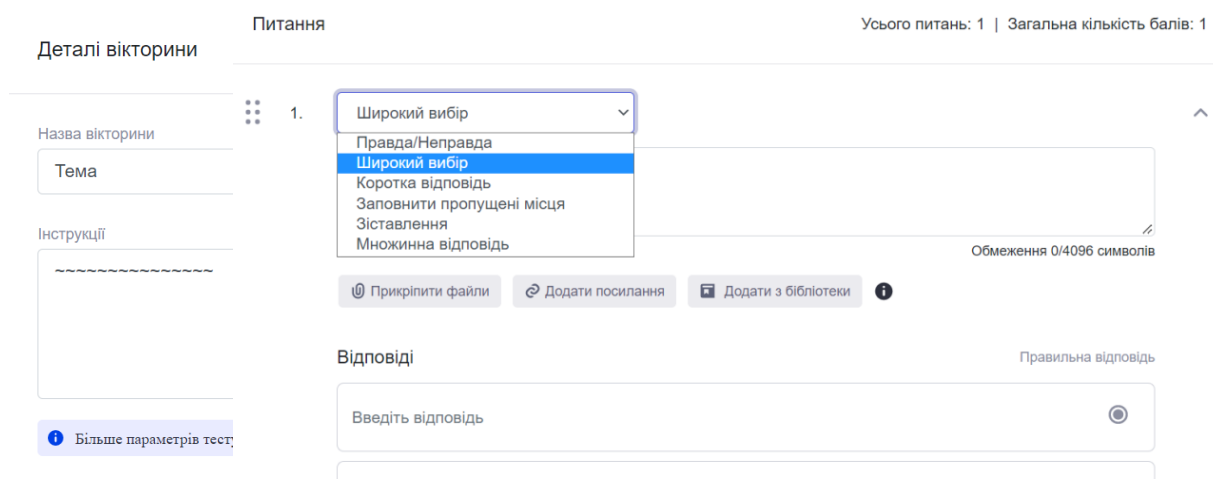 Деталі вікторини
Назва вікторини
Тема
Інструкції
~~~~~~~~~~~~~~~
Більше параметрів тесту
Питання
Усього питань: 1 | Загальна кількість балів: 1
1.
Широкий вибір
Правда/Неправда
Широкий вибір
Коротка відповідь
Заповнити пропущені місця
Зіставлення
Множинна відповідь
Обмеження 0/4096 символів
Прикріпити файли
Додати посилання
Додати з бібліотеки
Відповіді
Правильна відповідь
Введіть відповідь